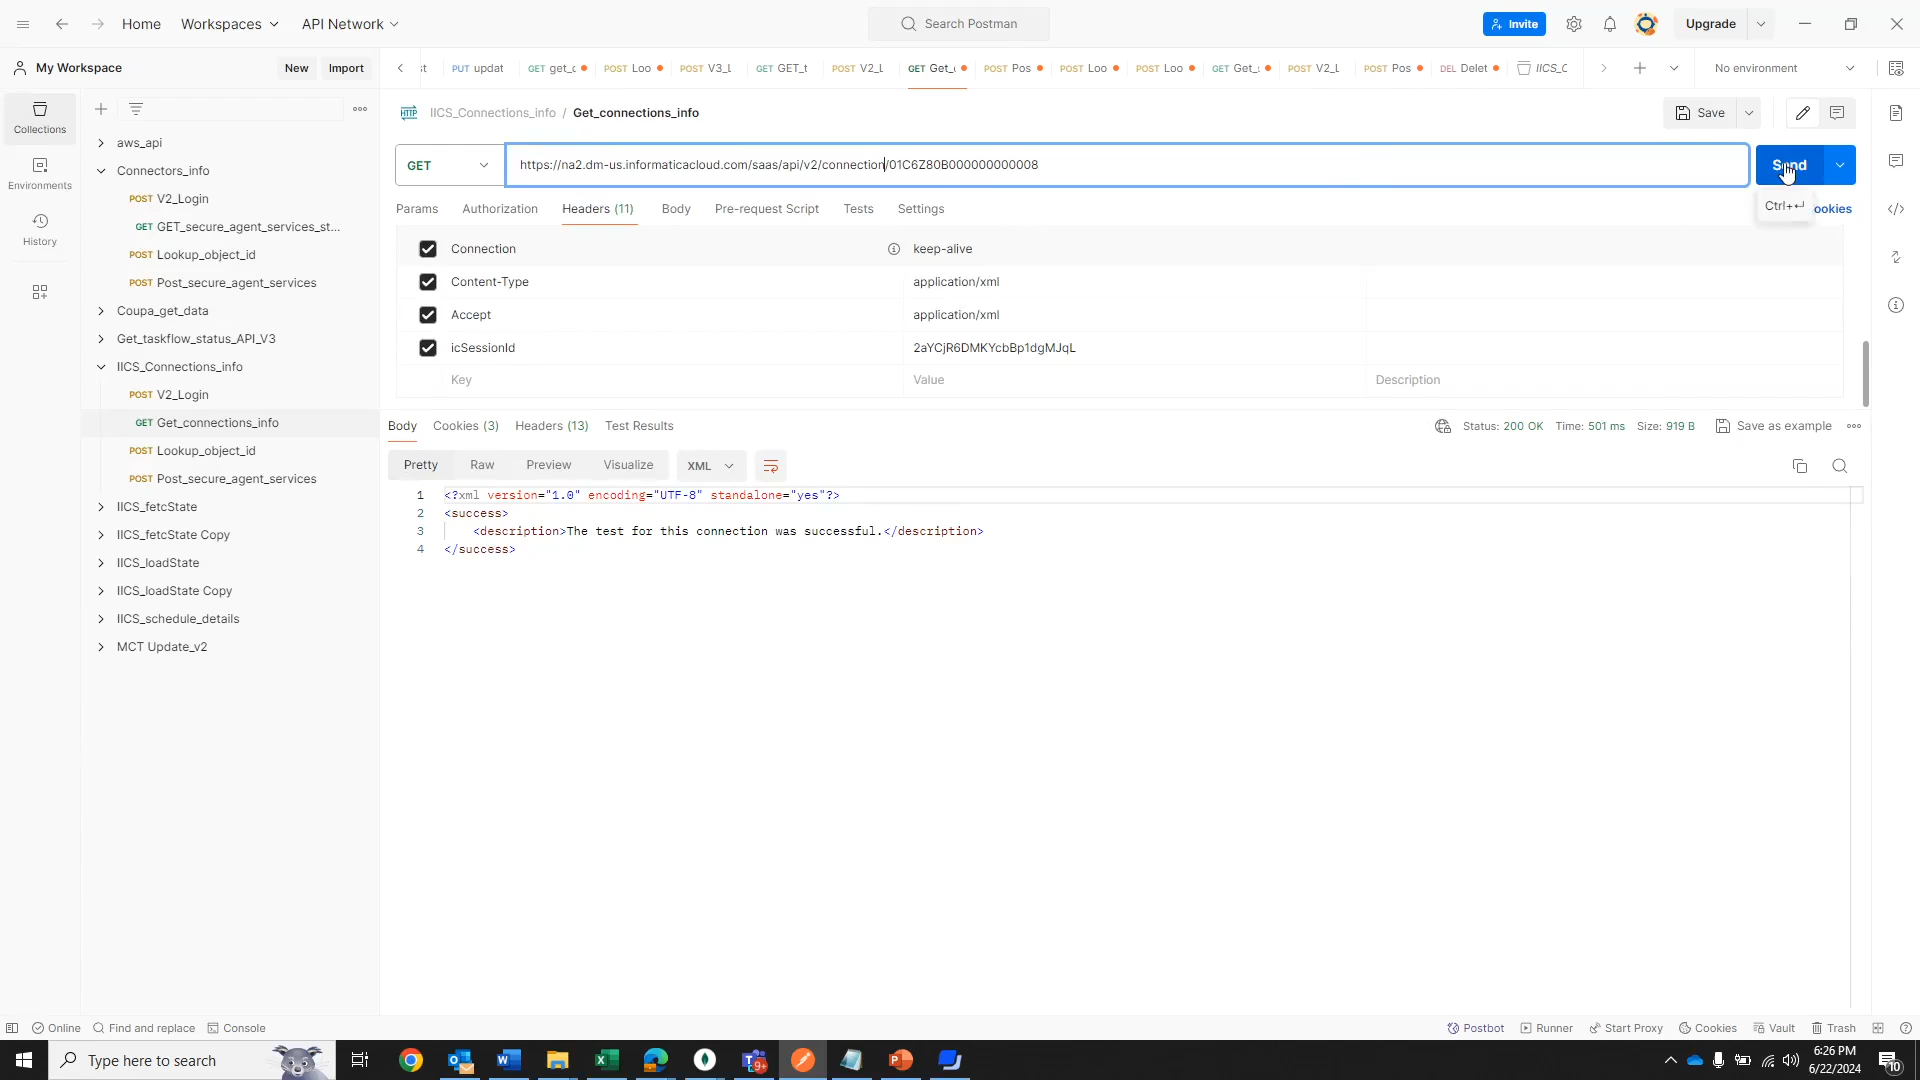 Home
Workspaces
API Network
Search Postman
Invite
Upgrade
My Workspace
New
Import
st
PUT updat
GET get_c
POST Loo
POST V3_L
GET GET_t
POST V2_L
GET Get_c
POST Pos
POST Loo
POST Loo
GET Get_s
POST V2_L
POST Pos
DEL Delet
IICS_C
No environment
Collections
Environments
History
aws_api
Connectors_info
POST V2_Login
GET GET_secure_agent_services_st...
POST Lookup_object_id
POST Post_secure_agent_services
Coupa_get_data
Get_taskflow_status_API_V3
IICS_Connections_info
POST V2_Login
GET Get_connections_info
POST Lookup_object_id
POST Post_secure_agent_services
IICS_fetcState
IICS_fetcState Copy
IICS_loadState
IICS_loadState Copy
IICS_schedule_details
MCT Update_v2
HTTP IICS_Connections_info / Get_connections_info
Save
GET
https://na2.dm-us.informaticacloud.com/saas/api/v2/connection/01C6Z80B000000000008
Send
Ctrl+↵
Params
Authorization
Headers (11)
Body
Pre-request Script
Tests
Settings
ookies
Connection keep-alive
Content-Type application/xml
Accept application/xml
icSessionId 2aYCjR6DMKYcbBp1dgMJqL
Key Value Description
Body
Cookies (3)
Headers (13)
Test Results
Status: 200 OK
Time: 501 ms
Size: 919 B
Save as example
Pretty
Raw
Preview
Visualize
XML
1 <?xml version="1.0" encoding="UTF-8" standalone="yes"?>
2 <success>
3 <description>The test for this connection was successful.</description>
4 </success>
Online
Find and replace
Console
Postbot
Runner
Start Proxy
Cookies
Vault
Trash
Type here to search
9+
6:26 PM
6/22/2024
10